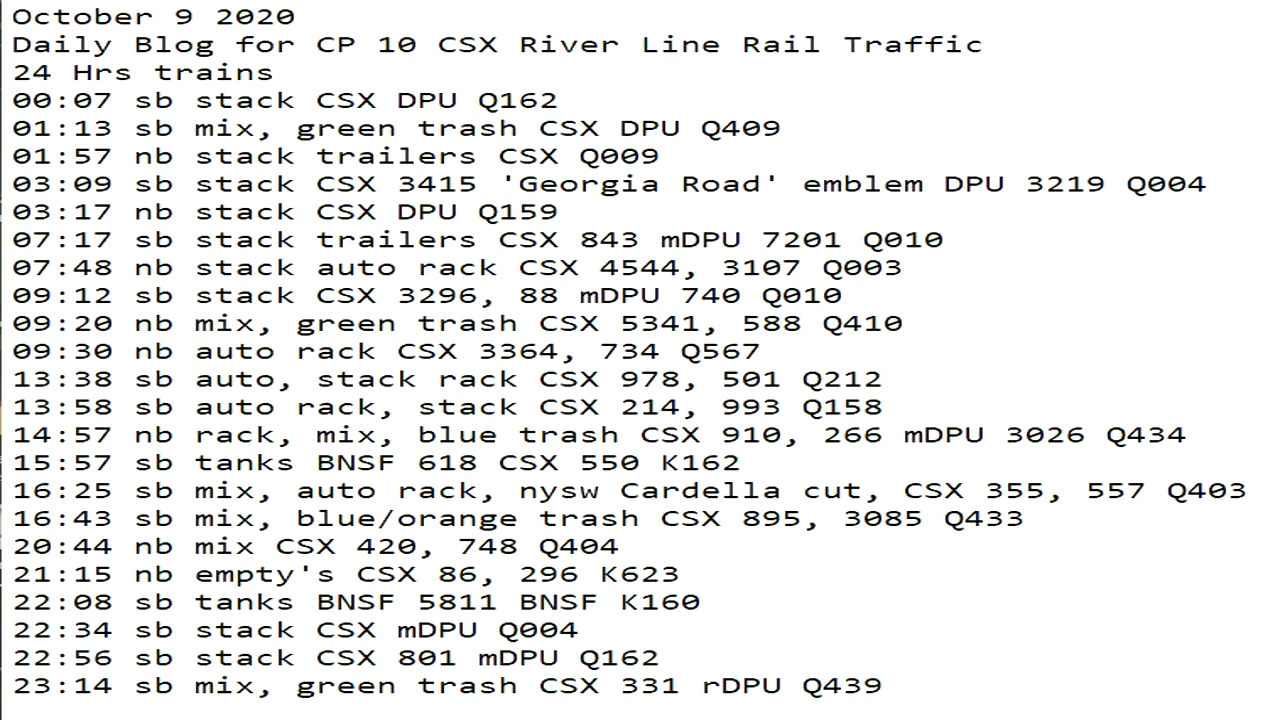 October 9 2020
Daily Blog for CP 10 CSX River Line Rail Traffic
24 Hrs trains
00:07 sb stack CSX DPU Q162
01:13 sb mix, green trash CSX DPU Q409
01:57 nb stack trailers CSX Q009
03:09 sb stack CSX 3415 'Georgia Road' emblem DPU 3219 Q004
03:17 nb stack CSX DPU Q159
07:17 sb stack trailers CSX 843 mDPU 7201 Q010
07:48 nb stack auto rack CSX 4544, 3107 Q003
09:12 sb stack CSX 3296, 88 mDPU 740 Q010
09:20 nb mix, green trash CSX 5341, 588 Q410
09:30 nb auto rack CSX 3364, 734 Q567
13:38 sb auto, stack rack CSX 978, 501 Q212
13:58 sb auto rack, stack CSX 214, 993 Q158
14:57 nb rack, mix, blue trash CSX 910, 266 mDPU 3026 Q434
15:57 sb tanks BNSF 618 CSX 550 K162
16:25 sb mix, auto rack, nysw Cardella cut, CSX 355, 557 Q403
16:43 sb mix, blue/orange trash CSX 895, 3085 Q433
20:44 nb mix CSX 420, 748 Q404
21:15 nb empty's CSX 86, 296 K623
22:08 sb tanks BNSF 5811 BNSF K160
22:34 sb stack CSX mDPU Q004
22:56 sb stack CSX 801 mDPU Q162
23:14 sb mix, green trash CSX 331 rDPU Q439